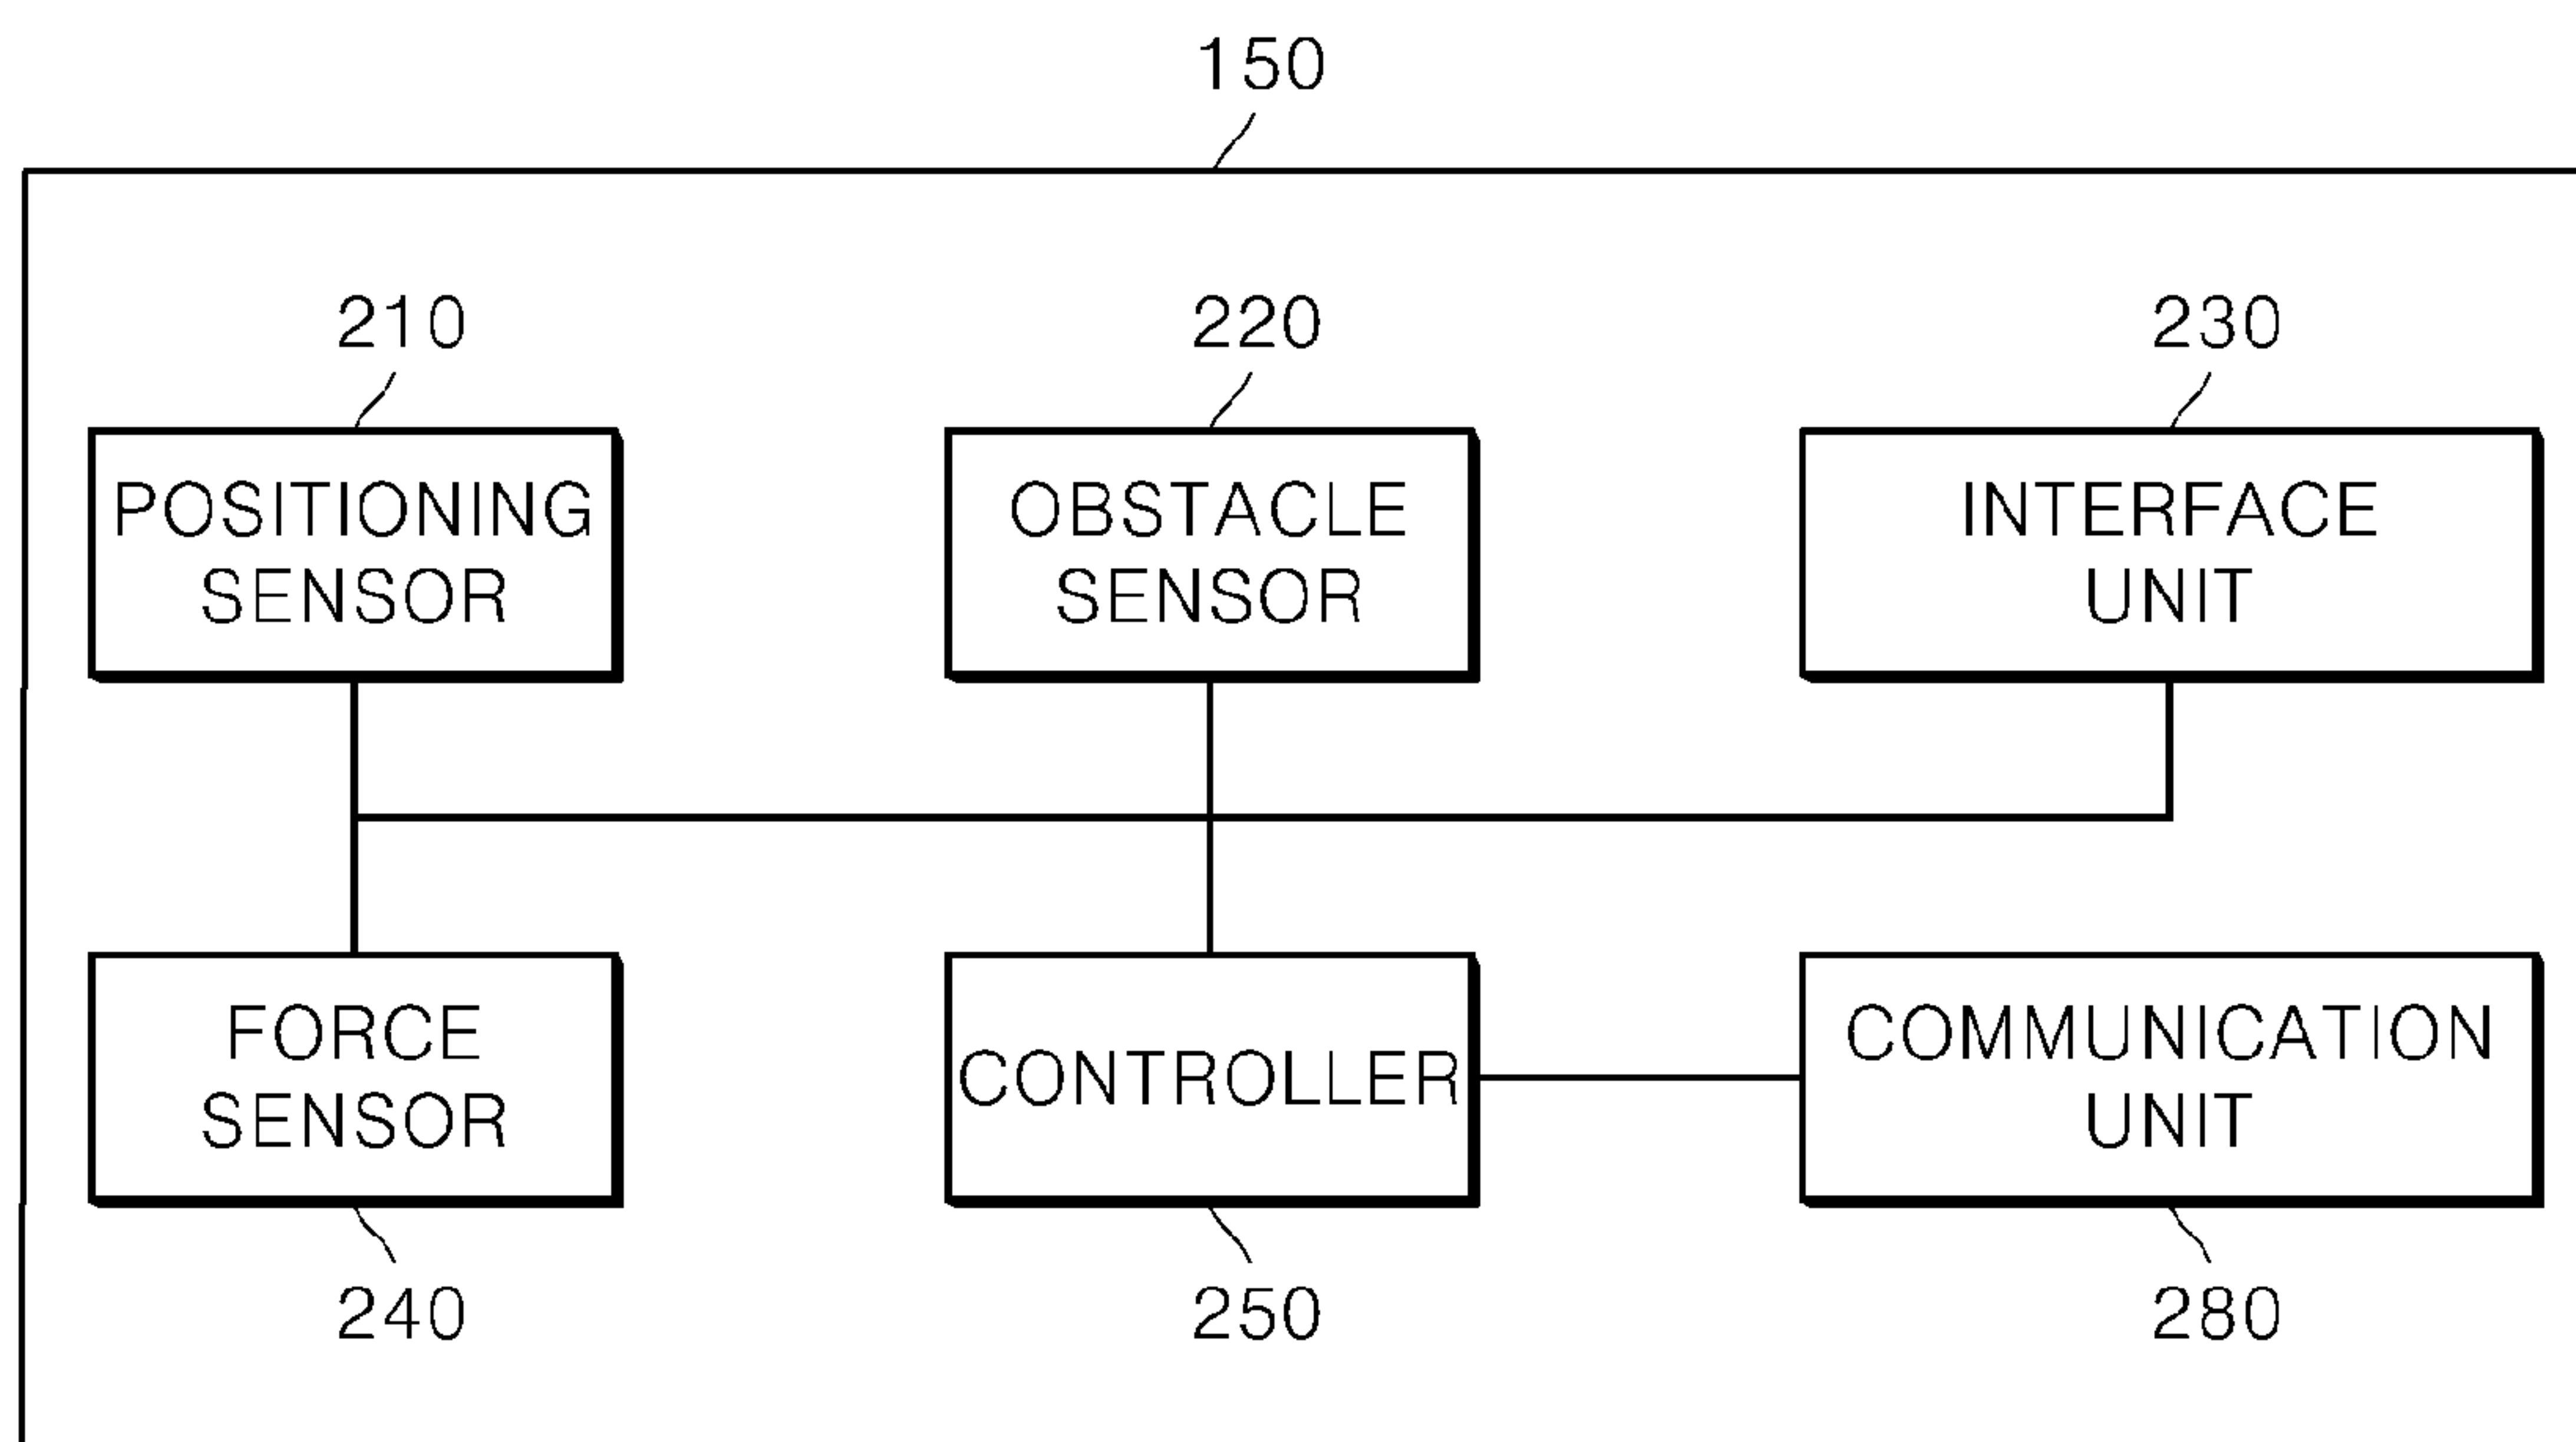 150
210
220
230
POSITIONING
SENSOR
OBSTACLE
SENSOR
INTERFACE
UNIT
FORCE
SENSOR
CONTROLLER
COMMUNICATION
UNIT
240
250
280